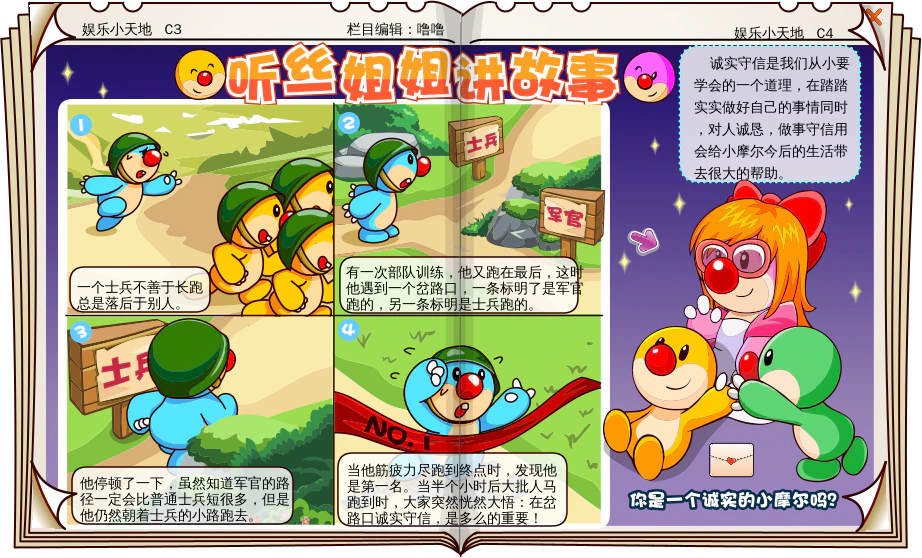 娱乐小天地 C3
栏目编辑：噜噜
娱乐小天地 C4
听丝姐姐讲故事
1
一个士兵不善于长跑
总是落后于别人。
2
士兵
军官
有一次部队训练，他又跑在最后，这时
他遇到一个岔路口，一条标明了是军官
跑的，另一条标明是士兵跑的。
3
士兵
他停顿了一下，虽然知道军官的路
径一定会比普通士兵短很多，但是
他仍然朝着士兵的小路跑去。
4
NO.1
当他筋疲力尽跑到终点时，发现他
是第一名。当半个小时后大批人马
跑到时，大家突然恍然大悟：在岔
路口诚实守信，是多么的重要！
诚实守信是我们从小要
学会的一个道理，在踏踏
实实做好自己的事情同时
，对人诚恳，做事守信用
会给小摩尔今后的生活带
去很大的帮助。
你是一个诚实的小摩尔吗?